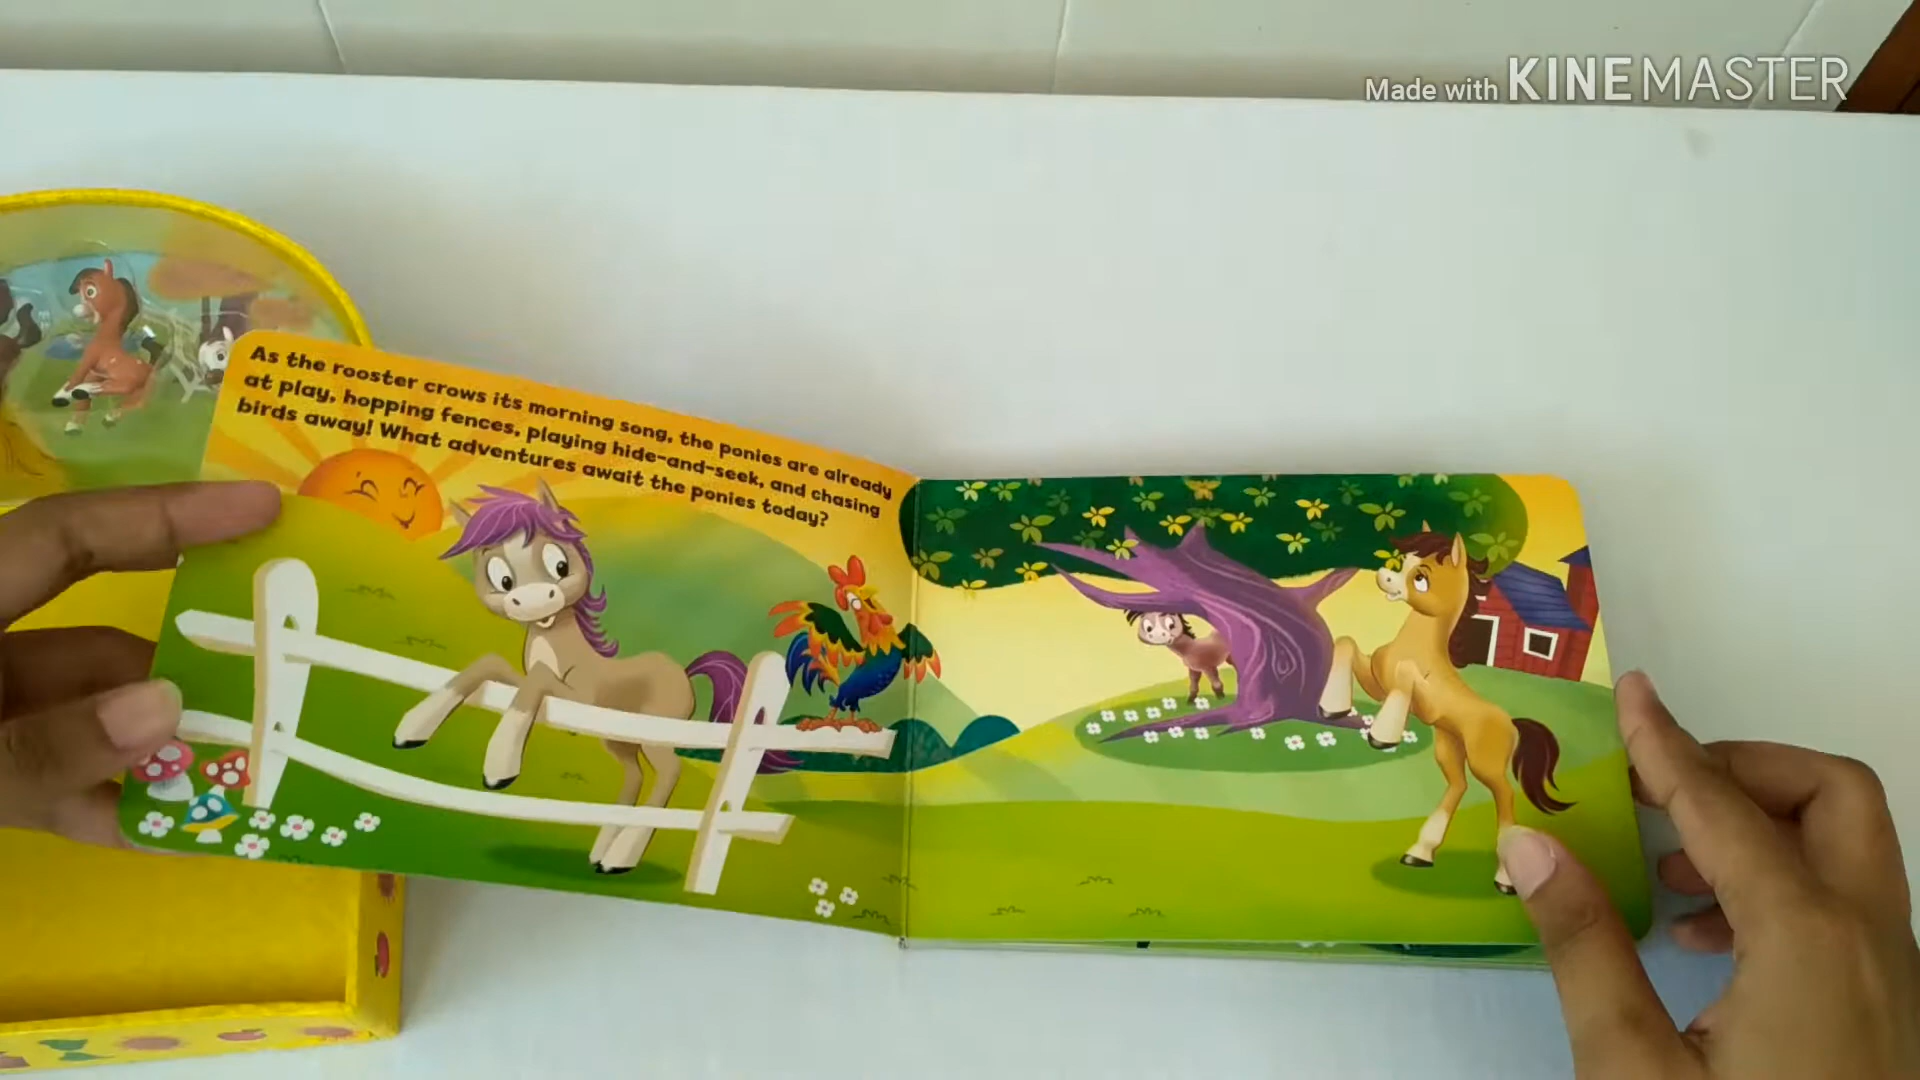 Made with KINEMASTER
As the rooster crows its morning song, the ponies are already
at play, hopping fences, playing hide-and-seek, and chasing
birds away! What adventures await the ponies today?